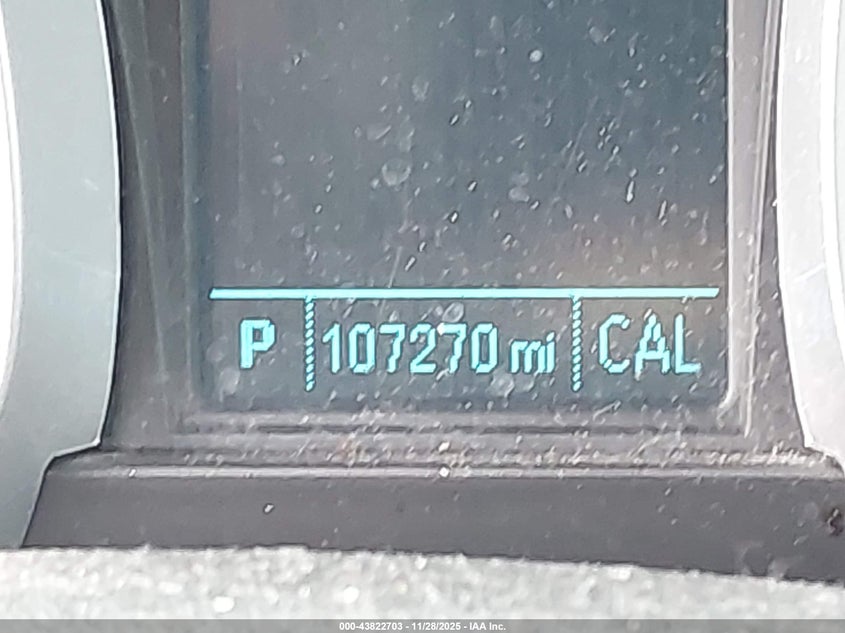 P 107270 mi CAL
000-43822703 - 11/28/2025 - IAA Inc.